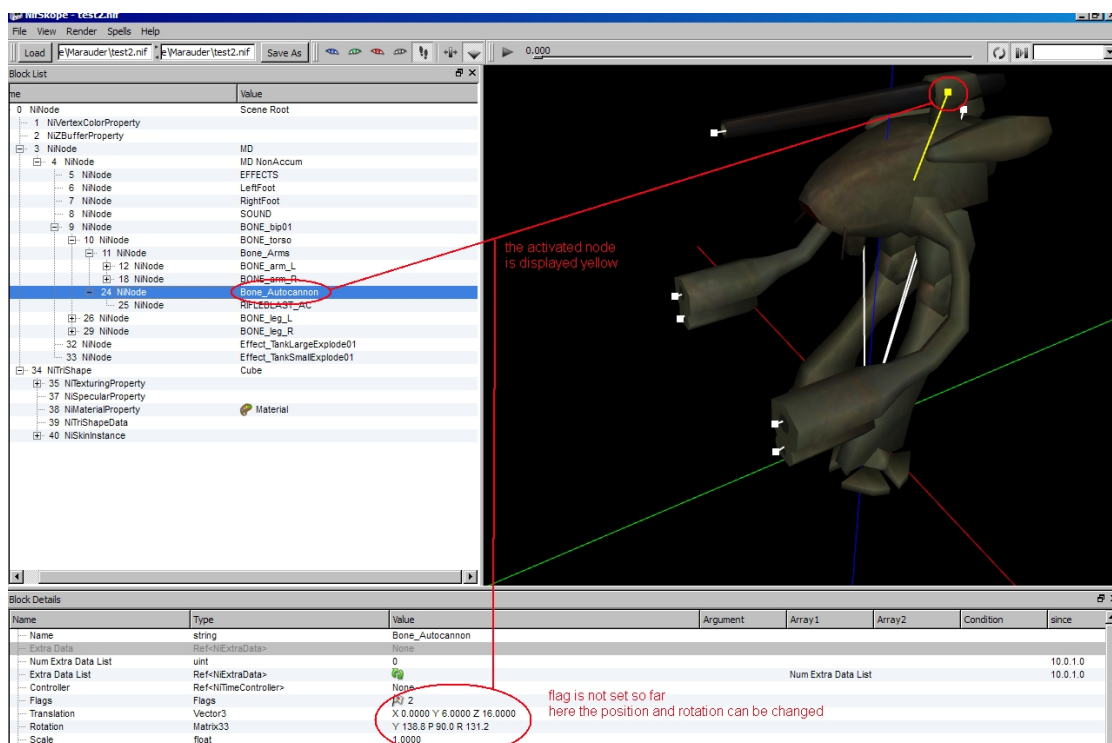 NifSkope - test2.nif
File View Render Spells Help
Load e\Marauder\test2.nif e\Marauder\test2.nif Save As 0.000
Block List
me Value
0 NiNode Scene Root
1 NiVertexColorProperty
2 NiZBufferProperty
3 NiNode MD
4 NiNode MD NonAccum
5 NiNode EFFECTS
6 NiNode LeftFoot
7 NiNode RightFoot
8 NiNode SOUND
9 NiNode BONE_bip01
10 NiNode BONE_torso
11 NiNode Bone_Arms
12 NiNode BONE_arm_L
18 NiNode BONE_arm_R
24 NiNode Bone_Autocannon
25 NiNode RIFLEBLAST_AC
26 NiNode BONE_leg_L
29 NiNode BONE_leg_R
32 NiNode Effect_TankLargeExplode01
33 NiNode Effect_TankSmallExplode01
34 NiTriShape Cube
35 NiTexturingProperty
37 NiSpecularProperty
38 NiMaterialProperty Material
39 NiTriShapeData
40 NiSkinInstance
the activated node
is displayed yellow
Block Details
Name Type Value Argument Array1 Array2 Condition since
Name string Bone_Autocannon
Extra Data Ref<NiExtraData> None
Num Extra Data List uint 0 10.0.1.0
Extra Data List Ref<NiExtraData> Num Extra Data List 10.0.1.0
Controller Ref<NiTimeController> None
Flags Flags 2
Translation Vector3 X 0.0000 Y 6.0000 Z 16.0000
Rotation Matrix33 Y 138.8 P 90.0 R 131.2
Scale float 1.0000
flag is not set so far
here the position and rotation can be changed